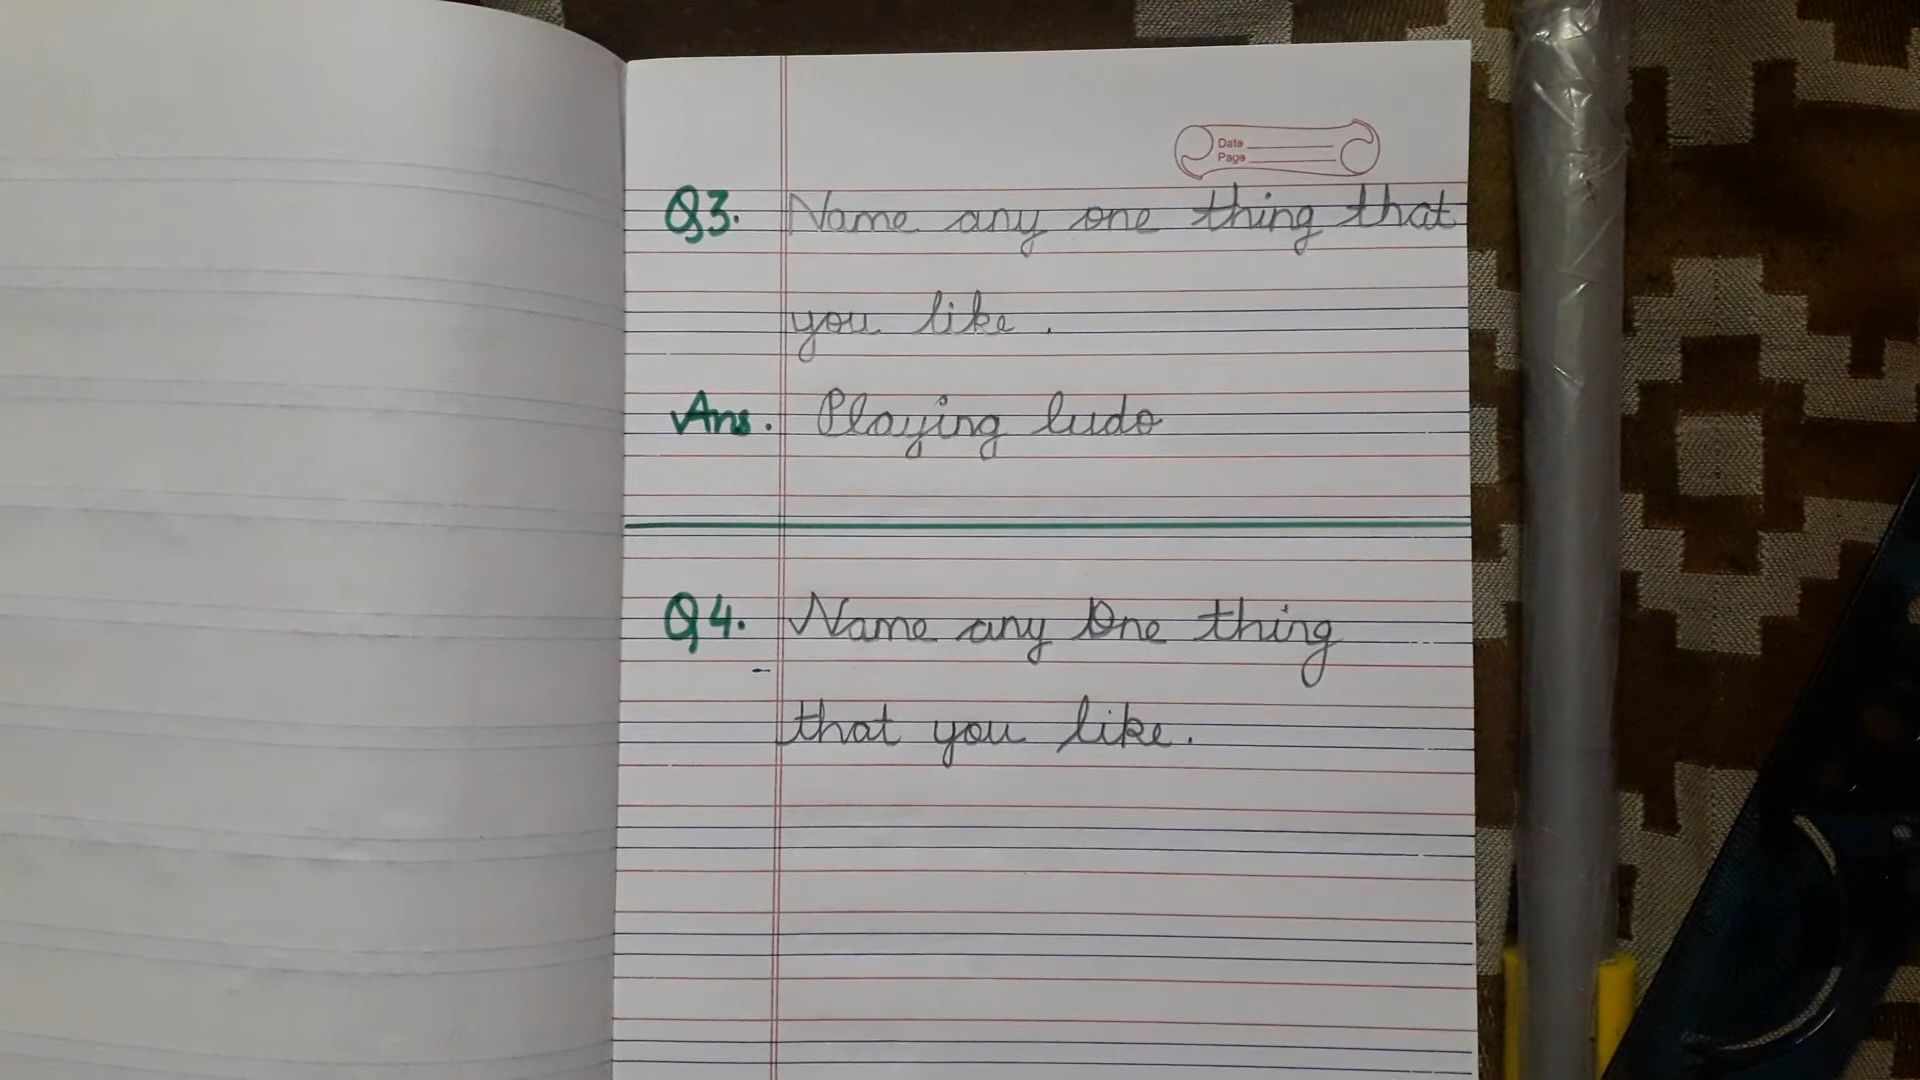 Date
Page
Q3. Name any one thing that
you like.
Ans. Playing ludo
Q4. Name any One thing
that you like.